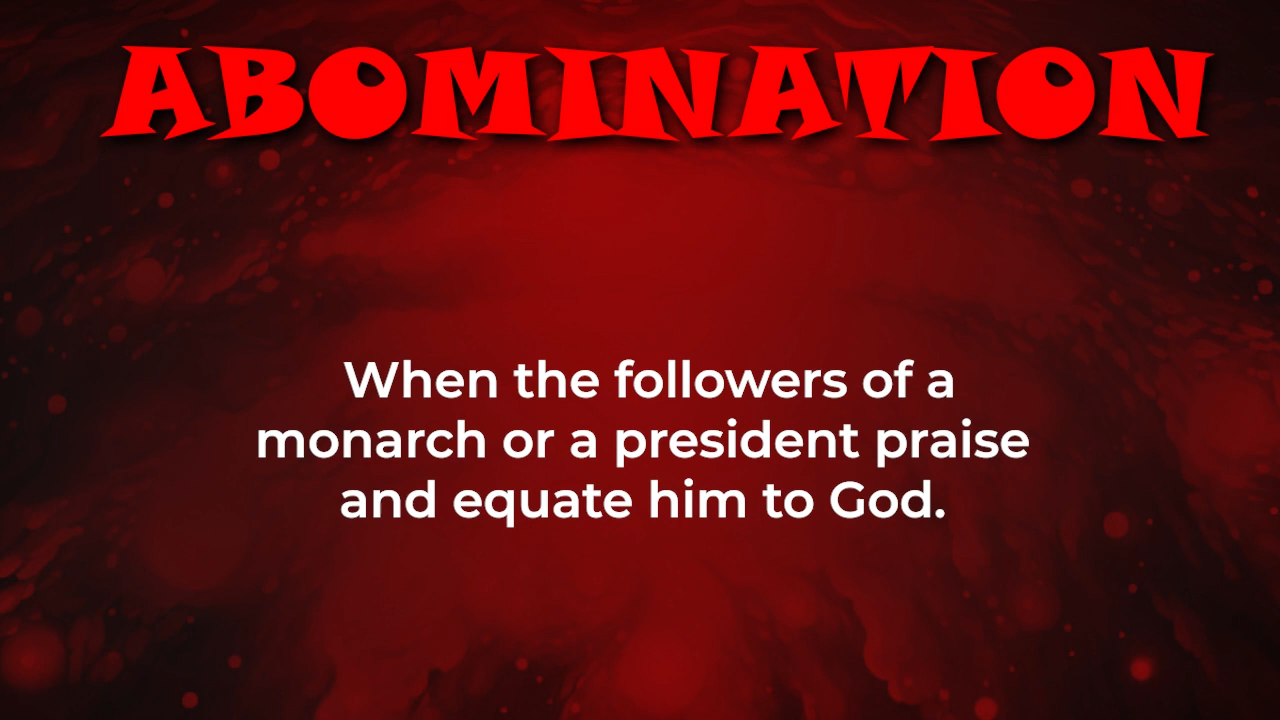 ABOMINATION
When the followers of a
monarch or a president praise
and equate him to God.